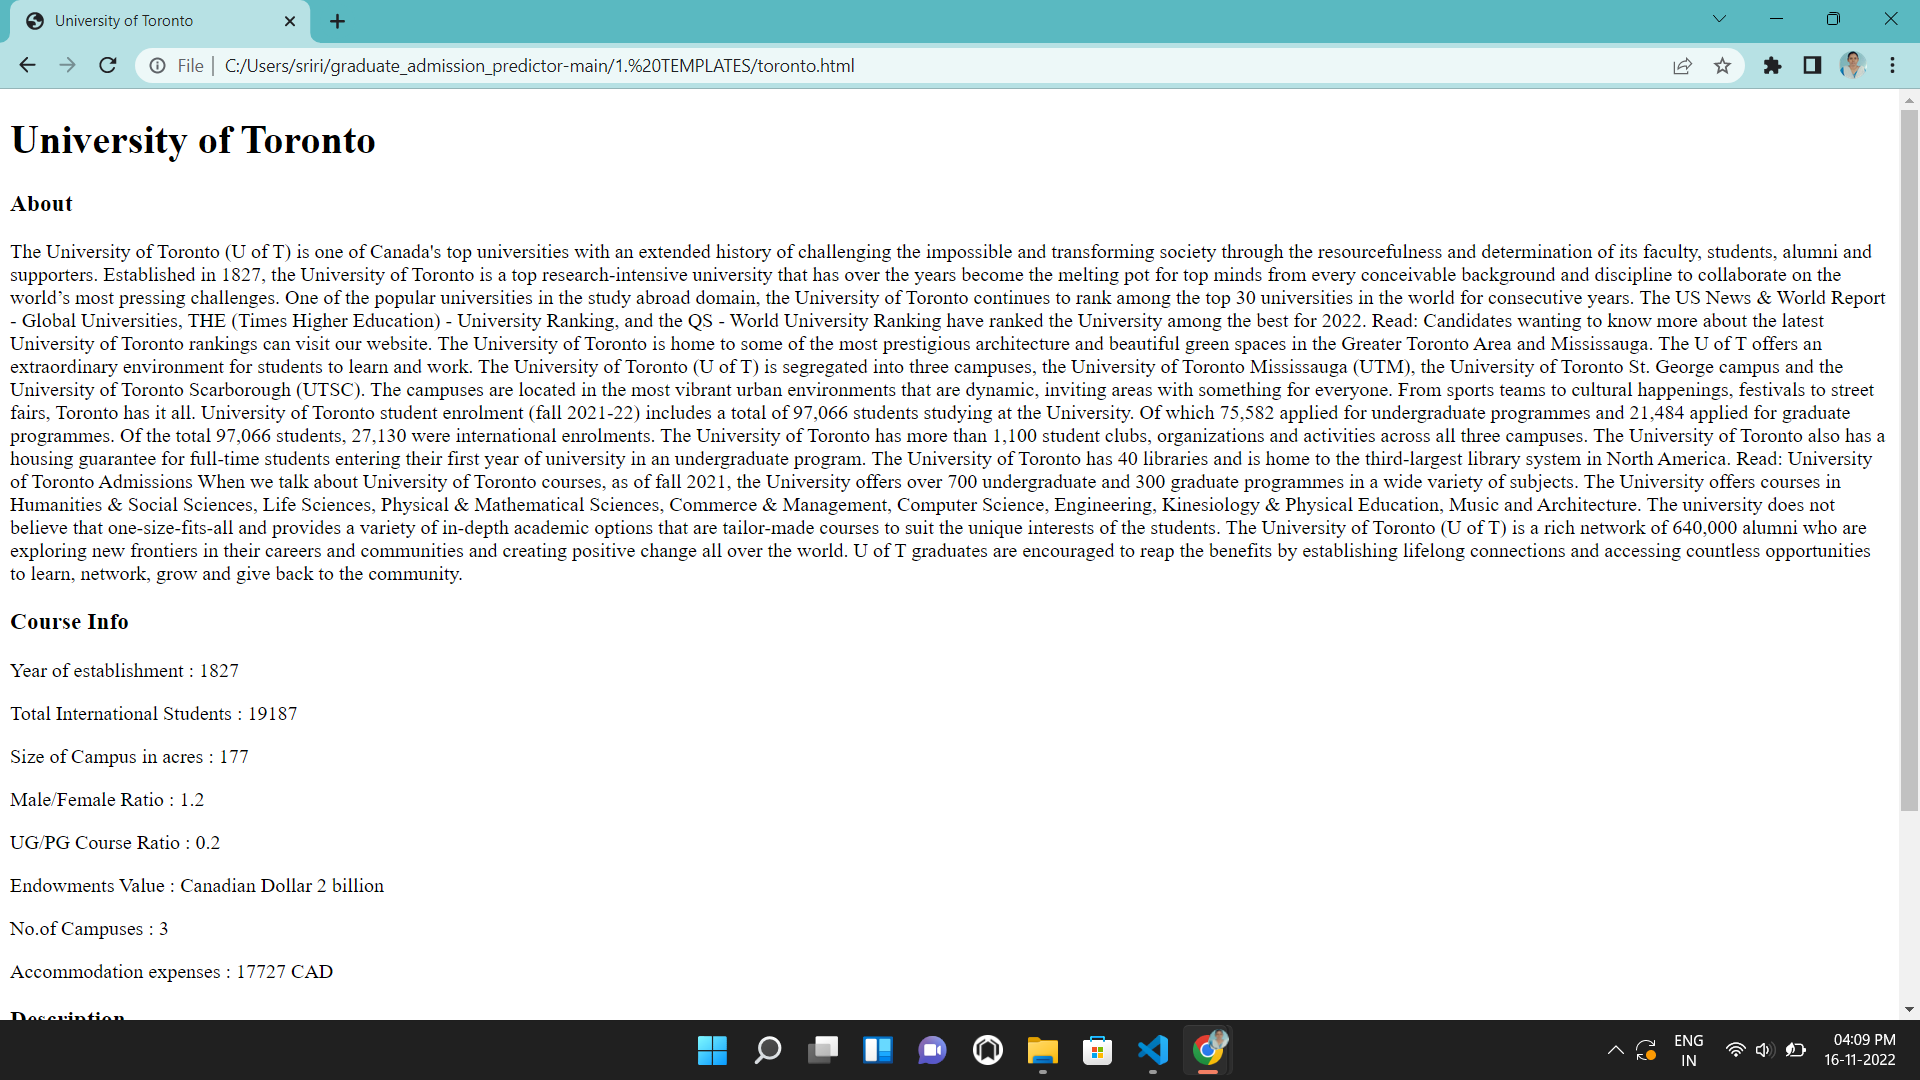 University of Toronto
File
C:/Users/sriri/graduate_admission_predictor-main/1.%20TEMPLATES/toronto.html
University of Toronto
About
The University of Toronto (U of T) is one of Canada's top universities with an extended history of challenging the impossible and transforming society through the resourcefulness and determination of its faculty, students, alumni and
supporters. Established in 1827, the University of Toronto is a top research-intensive university that has over the years become the melting pot for top minds from every conceivable background and discipline to collaborate on the
world’s most pressing challenges. One of the popular universities in the study abroad domain, the University of Toronto continues to rank among the top 30 universities in the world for consecutive years. The US News & World Report
- Global Universities, THE (Times Higher Education) - University Ranking, and the QS - World University Ranking have ranked the University among the best for 2022. Read: Candidates wanting to know more about the latest
University of Toronto rankings can visit our website. The University of Toronto is home to some of the most prestigious architecture and beautiful green spaces in the Greater Toronto Area and Mississauga. The U of T offers an
extraordinary environment for students to learn and work. The University of Toronto (U of T) is segregated into three campuses, the University of Toronto Mississauga (UTM), the University of Toronto St. George campus and the
University of Toronto Scarborough (UTSC). The campuses are located in the most vibrant urban environments that are dynamic, inviting areas with something for everyone. From sports teams to cultural happenings, festivals to street
fairs, Toronto has it all. University of Toronto student enrolment (fall 2021-22) includes a total of 97,066 students studying at the University. Of which 75,582 applied for undergraduate programmes and 21,484 applied for graduate
programmes. Of the total 97,066 students, 27,130 were international enrolments. The University of Toronto has more than 1,100 student clubs, organizations and activities across all three campuses. The University of Toronto also has a
housing guarantee for full-time students entering their first year of university in an undergraduate program. The University of Toronto has 40 libraries and is home to the third-largest library system in North America. Read: University
of Toronto Admissions When we talk about University of Toronto courses, as of fall 2021, the University offers over 700 undergraduate and 300 graduate programmes in a wide variety of subjects. The University offers courses in
Humanities & Social Sciences, Life Sciences, Physical & Mathematical Sciences, Commerce & Management, Computer Science, Engineering, Kinesiology & Physical Education, Music and Architecture. The university does not
believe that one-size-fits-all and provides a variety of in-depth academic options that are tailor-made courses to suit the unique interests of the students. The University of Toronto (U of T) is a rich network of 640,000 alumni who are
exploring new frontiers in their careers and communities and creating positive change all over the world. U of T graduates are encouraged to reap the benefits by establishing lifelong connections and accessing countless opportunities
to learn, network, grow and give back to the community.
Course Info
Year of establishment : 1827
Total International Students : 19187
Size of Campus in acres : 177
Male/Female Ratio : 1.2
UG/PG Course Ratio : 0.2
Endowments Value : Canadian Dollar 2 billion
No.of Campuses : 3
Accommodation expenses : 17727 CAD
Description
ENG
IN
04:09 PM
16-11-2022